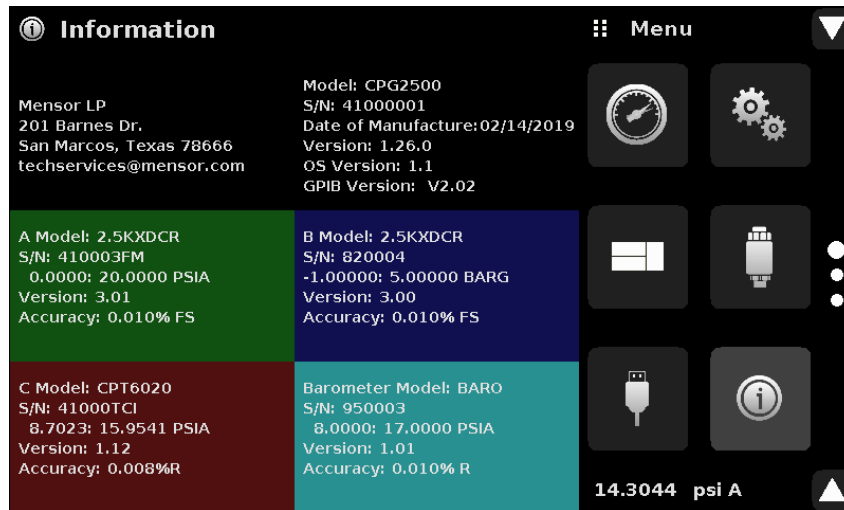 Information
Menu
Mensor LP
201 Barnes Dr.
San Marcos, Texas 78666
techservices@mensor.com
Model: CPG2500
S/N: 41000001
Date of Manufacture:02/14/2019
Version: 1.26.0
OS Version: 1.1
GPIB Version:  V2.02
A Model: 2.5KXDCR
S/N: 410003FM
0.0000: 20.0000 PSIA
Version: 3.01
Accuracy: 0.010% FS
B Model: 2.5KXDCR
S/N: 820004
-1.00000: 5.00000 BARG
Version: 3.00
Accuracy: 0.010% FS
C Model: CPT6020
S/N: 41000TCI
8.7023: 15.9541 PSIA
Version: 1.12
Accuracy: 0.008%R
Barometer Model: BARO
S/N: 950003
8.0000: 17.0000 PSIA
Version: 1.01
Accuracy: 0.010% R
14.3044  psi A